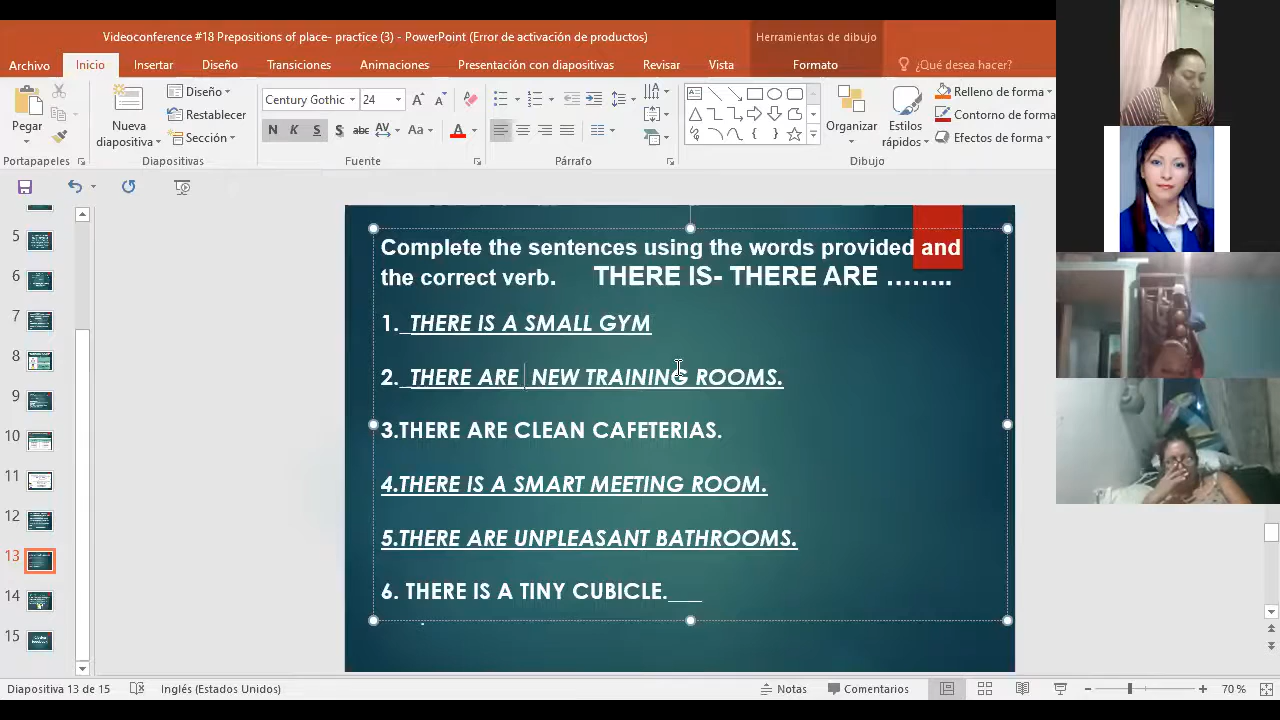 Videoconference #18 Prepositions of place- practice (3) - PowerPoint (Error de activación de productos)
Herramientas de dibujo
Archivo Inicio Insertar Diseño Transiciones Animaciones Presentación con diapositivas Revisar Vista Formato ¿Qué desea hacer?
Pegar
Nueva diapositiva
Diseño
Restablecer
Sección
Century Gothic 24
N K S S abc AV Aa A
Organizar
Estilos rápidos
Relleno de forma
Contorno de forma
Efectos de forma
Portapapeles Diapositivas Fuente Párrafo Dibujo
5
6
7
8
9
10
11
12
13
14
15
Complete the sentences using the words provided and
the correct verb. THERE IS- THERE ARE ……..
1._THERE IS A SMALL GYM
2._THERE ARE NEW TRAINING ROOMS.
3.THERE ARE CLEAN CAFETERIAS.
4.THERE IS A SMART MEETING ROOM.
5.THERE ARE UNPLEASANT BATHROOMS.
6. THERE IS A TINY CUBICLE.___
.
Diapositiva 13 de 15 Inglés (Estados Unidos) Notas Comentarios 70 %